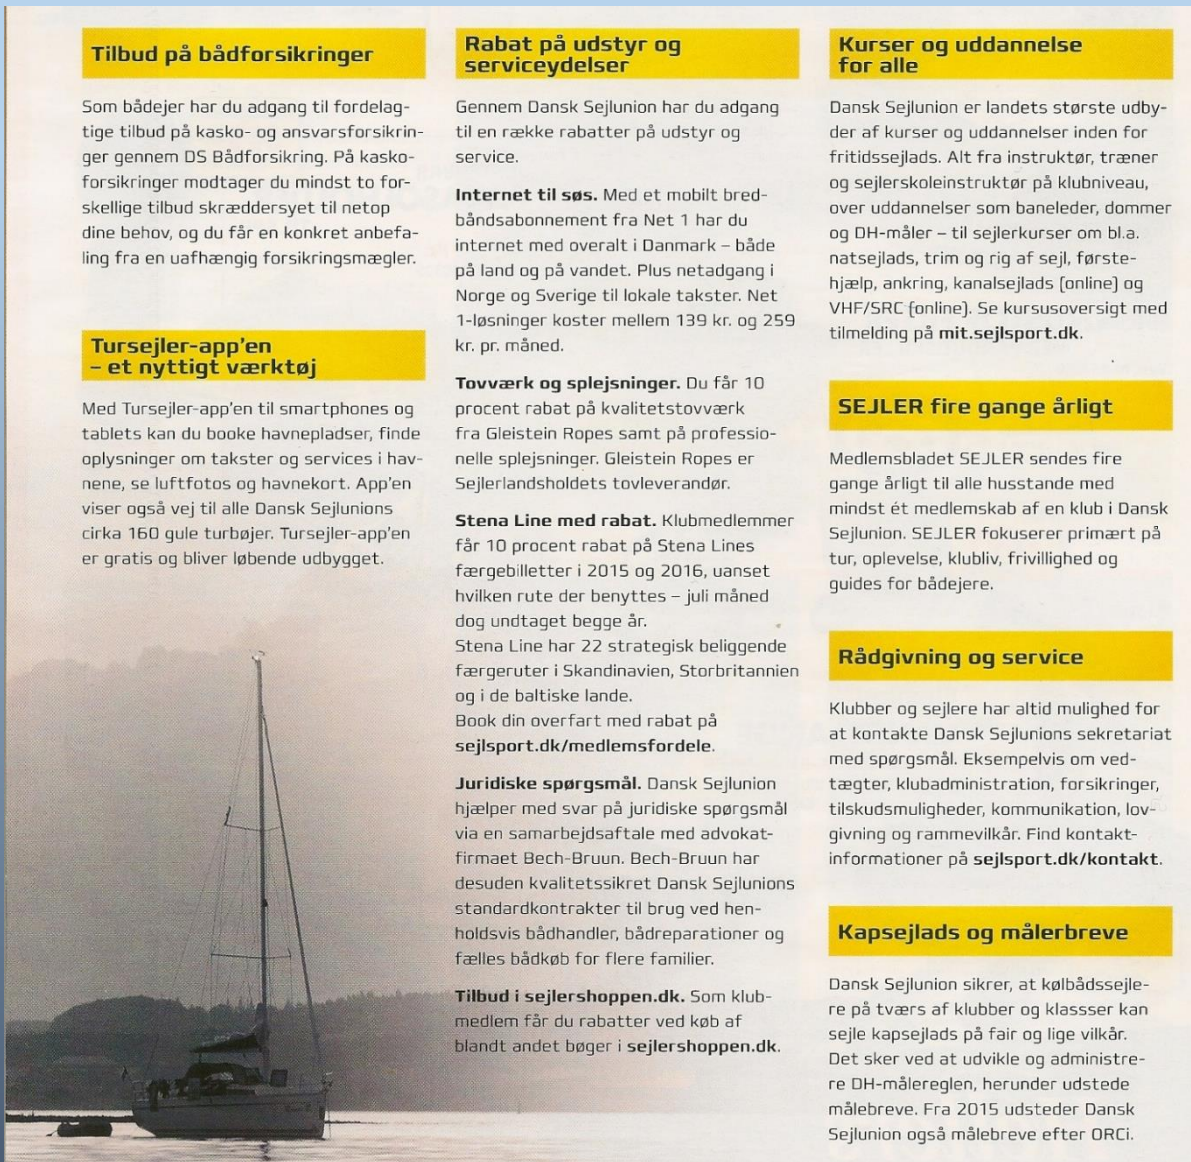 Tilbud på bådforsikringer
Som bådejer har du adgang til fordelag-
tige tilbud på kasko- og ansvarsforsikrin-
ger gennem DS Bådforsikring. På kasko-
forsikringer modtager du mindst to for-
skellige tilbud skræddersyet til netop
dine behov, og du får en konkret anbefa-
ling fra en uafhængig forsikringsmægler.
Tursejler-app'en
– et nyttigt værktøj
Med Tursejler-app'en til smartphones og
tablets kan du booke havnepladser, finde
oplysninger om takster og services i hav-
nene, se luftfotos og havnekort. App'en
viser også vej til alle Dansk Sejlunions
cirka 160 gule turbøjer. Tursejler-app'en
er gratis og bliver løbende udbygget.
Rabat på udstyr og
serviceydelser
Gennem Dansk Sejlunion har du adgang
til en række rabatter på udstyr og
service.
Internet til søs. Med et mobilt bred-
båndsabonnement fra Net 1 har du
internet med overalt i Danmark – både
på land og på vandet. Plus netadgang i
Norge og Sverige til lokale takster. Net
1-løsninger koster mellem 139 kr. og 259
kr. pr. måned.
Tovværk og splejsninger. Du får 10
procent rabat på kvalitetstovværk
fra Gleistein Ropes samt på professio-
nelle splejsninger. Gleistein Ropes er
Sejlerlandsholdets tovleverandør.
Stena Line med rabat. Klubmedlemmer
får 10 procent rabat på Stena Lines
færgebilletter i 2015 og 2016, uanset
hvilken rute der benyttes – juli måned
dog undtaget begge år.
Stena Line har 22 strategisk beliggende
færgeruter i Skandinavien, Storbritannien
og i de baltiske lande.
Book din overfart med rabat på
sejlsport.dk/medlemsfordele.
Juridiske spørgsmål. Dansk Sejlunion
hjælper med svar på juridiske spørgsmål
via en samarbejdsaftale med advokat-
firmaet Bech-Bruun. Bech-Bruun har
desuden kvalitetssikret Dansk Sejlunions
standardkontrakter til brug ved hen-
holdsvis bådhandler, bådreparationer og
fælles bådkøb for flere familier.
Tilbud i sejlershoppen.dk. Som klub-
medlem får du rabatter ved køb af
blandt andet bøger i sejlershoppen.dk.
Kurser og uddannelse
for alle
Dansk Sejlunion er landets største udby-
der af kurser og uddannelser inden for
fritidssejlads. Alt fra instruktør, træner
og sejlerskoleinstruktør på klubniveau,
over uddannelser som baneleder, dommer
og DH-måler – til sejlerkurser om bl.a.
natsejlads, trim og rig af sejl, første-
hjælp, ankring, kanalsejlads (online) og
VHF/SRC (online). Se kursusoversigt med
tilmelding på mit.sejlsport.dk.
SEJLER fire gange årligt
Medlemsbladet SEJLER sendes fire
gange årligt til alle husstande med
mindst ét medlemskab af en klub i Dansk
Sejlunion. SEJLER fokuserer primært på
tur, oplevelse, klubliv, frivillighed og
guides for bådejere.
Rådgivning og service
Klubber og sejlere har altid mulighed for
at kontakte Dansk Sejlunions sekretariat
med spørgsmål. Eksempelvis om ved-
tægter, klubadministration, forsikringer,
tilskudsmuligheder, kommunikation, lov-
givning og rammevilkår. Find kontakt-
informationer på sejlsport.dk/kontakt.
Kapsejlads og målerbreve
Dansk Sejlunion sikrer, at kølbådssejle-
re på tværs af klubber og klassser kan
sejle kapsejlads på fair og lige vilkår.
Det sker ved at udvikle og administre-
re DH-målereglen, herunder udstede
målebreve. Fra 2015 udsteder Dansk
Sejlunion også målebreve efter ORCi.